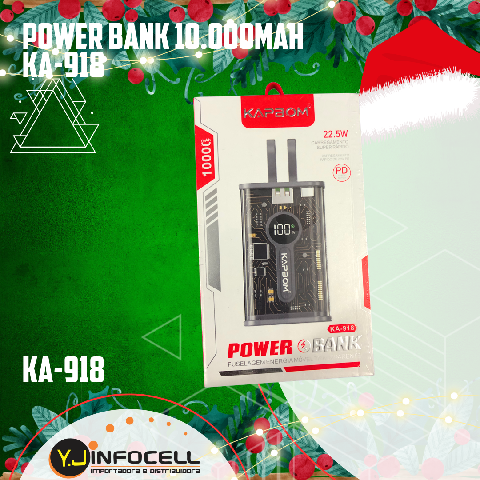 POWER BANK 10.000MAH
KA-918
KAPBOM
10000
22.5W
PD
100%
KAPBOM
KA-918
POWER BANK
KA-918
Y.J INFOCELL
importadora e distribuidora